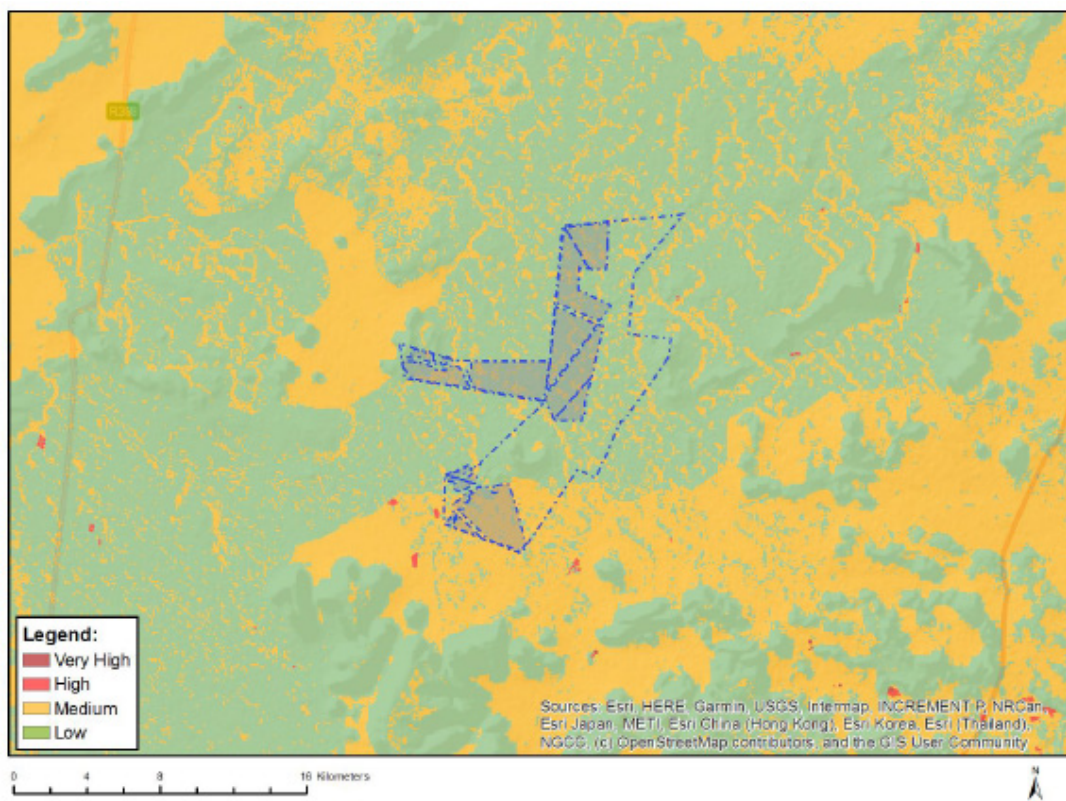 Legend:
Very High
High
Medium
Low
Sources: Esri, HERE, Garmin, USGS, Intermap, INCREMENT P, NRCan,
Esri Japan, METI, Esri China (Hong Kong), Esri Korea, Esri (Thailand),
NGCC, (c) OpenStreetMap contributors, and the GIS User Community
0 4 8 16 Kilometers
N